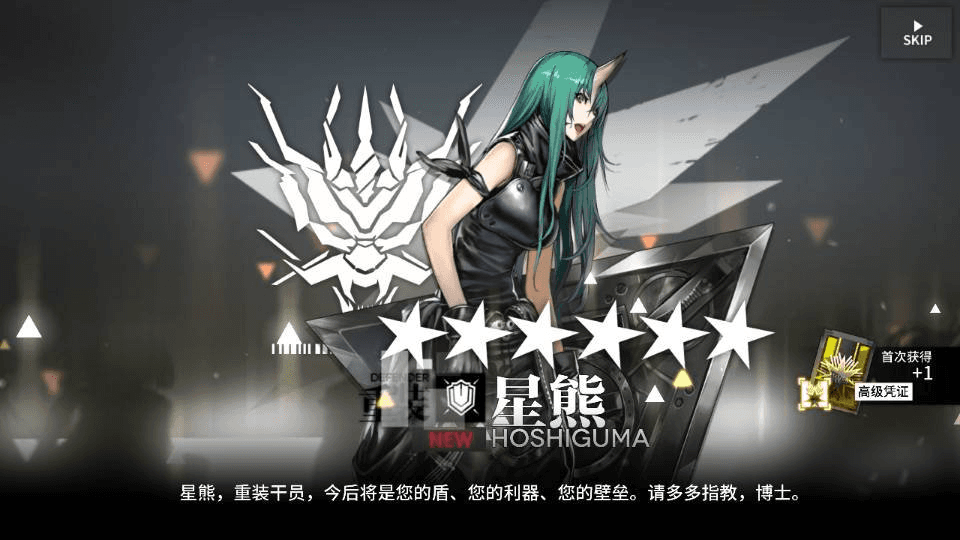 SKIP
首次获得
+1
高级凭证
DEFENDER
重装
星熊
NEW
HOSHIGUMA
星熊，重装干员，今后将是您的盾、您的利器、您的壁垒。请多多指教，博士。